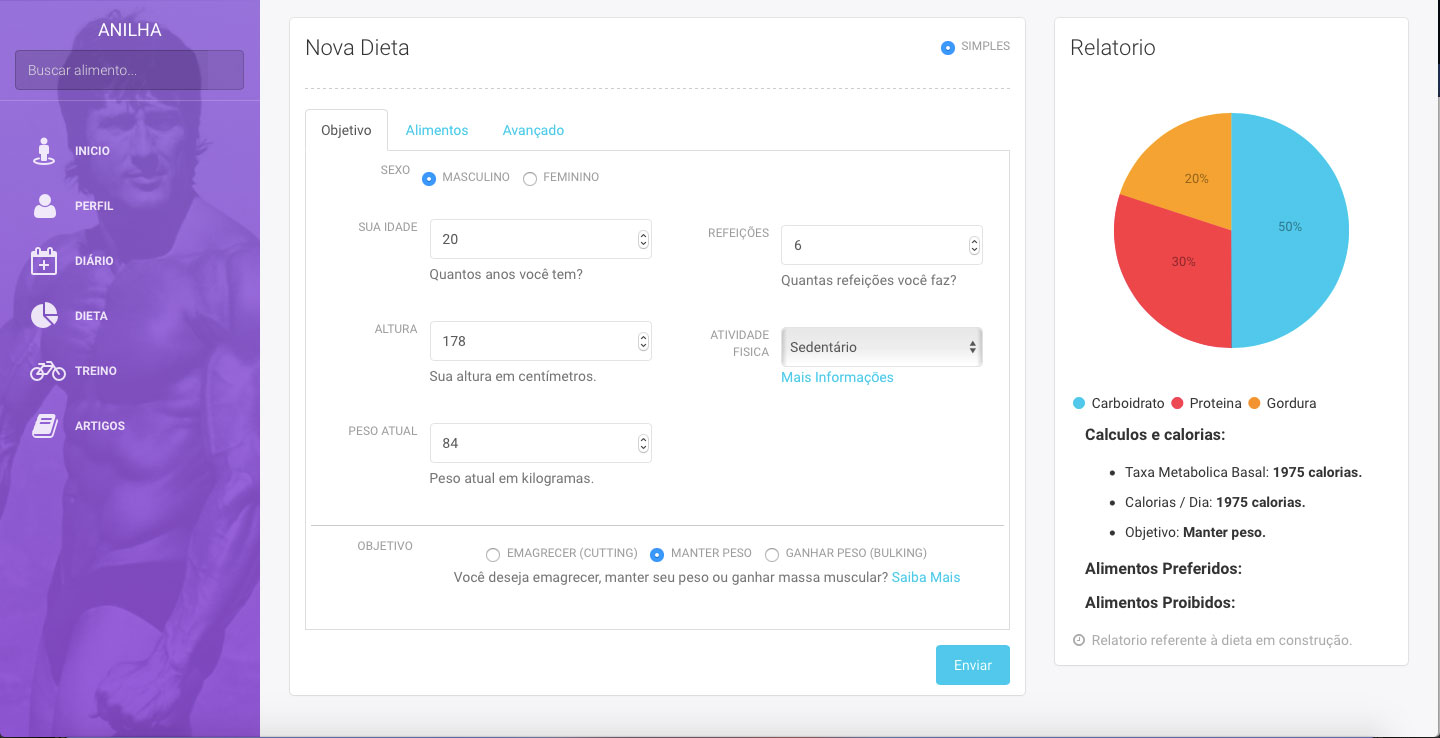 ANILHA
Buscar alimento...
INICIO
PERFIL
DIÁRIO
DIETA
TREINO
ARTIGOS
Nova Dieta
SIMPLES
Objetivo
Alimentos
Avançado
SEXO
MASCULINO
FEMININO
SUA IDADE
20
Quantos anos você tem?
REFEIÇÕES
6
Quantas refeições você faz?
ALTURA
178
Sua altura em centímetros.
ATIVIDADE
FISICA
Sedentário
Mais Informações
PESO ATUAL
84
Peso atual em kilogramas.
OBJETIVO
EMAGRECER (CUTTING)
MANTER PESO
GANHAR PESO (BULKING)
Você deseja emagrecer, manter seu peso ou ganhar massa muscular? Saiba Mais
Enviar
Relatorio
20%
50%
30%
Carboidrato
Proteina
Gordura
Calculos e calorias:
Taxa Metabolica Basal: 1975 calorias.
Calorias / Dia: 1975 calorias.
Objetivo: Manter peso.
Alimentos Preferidos:
Alimentos Proibidos:
Relatorio referente à dieta em construção.